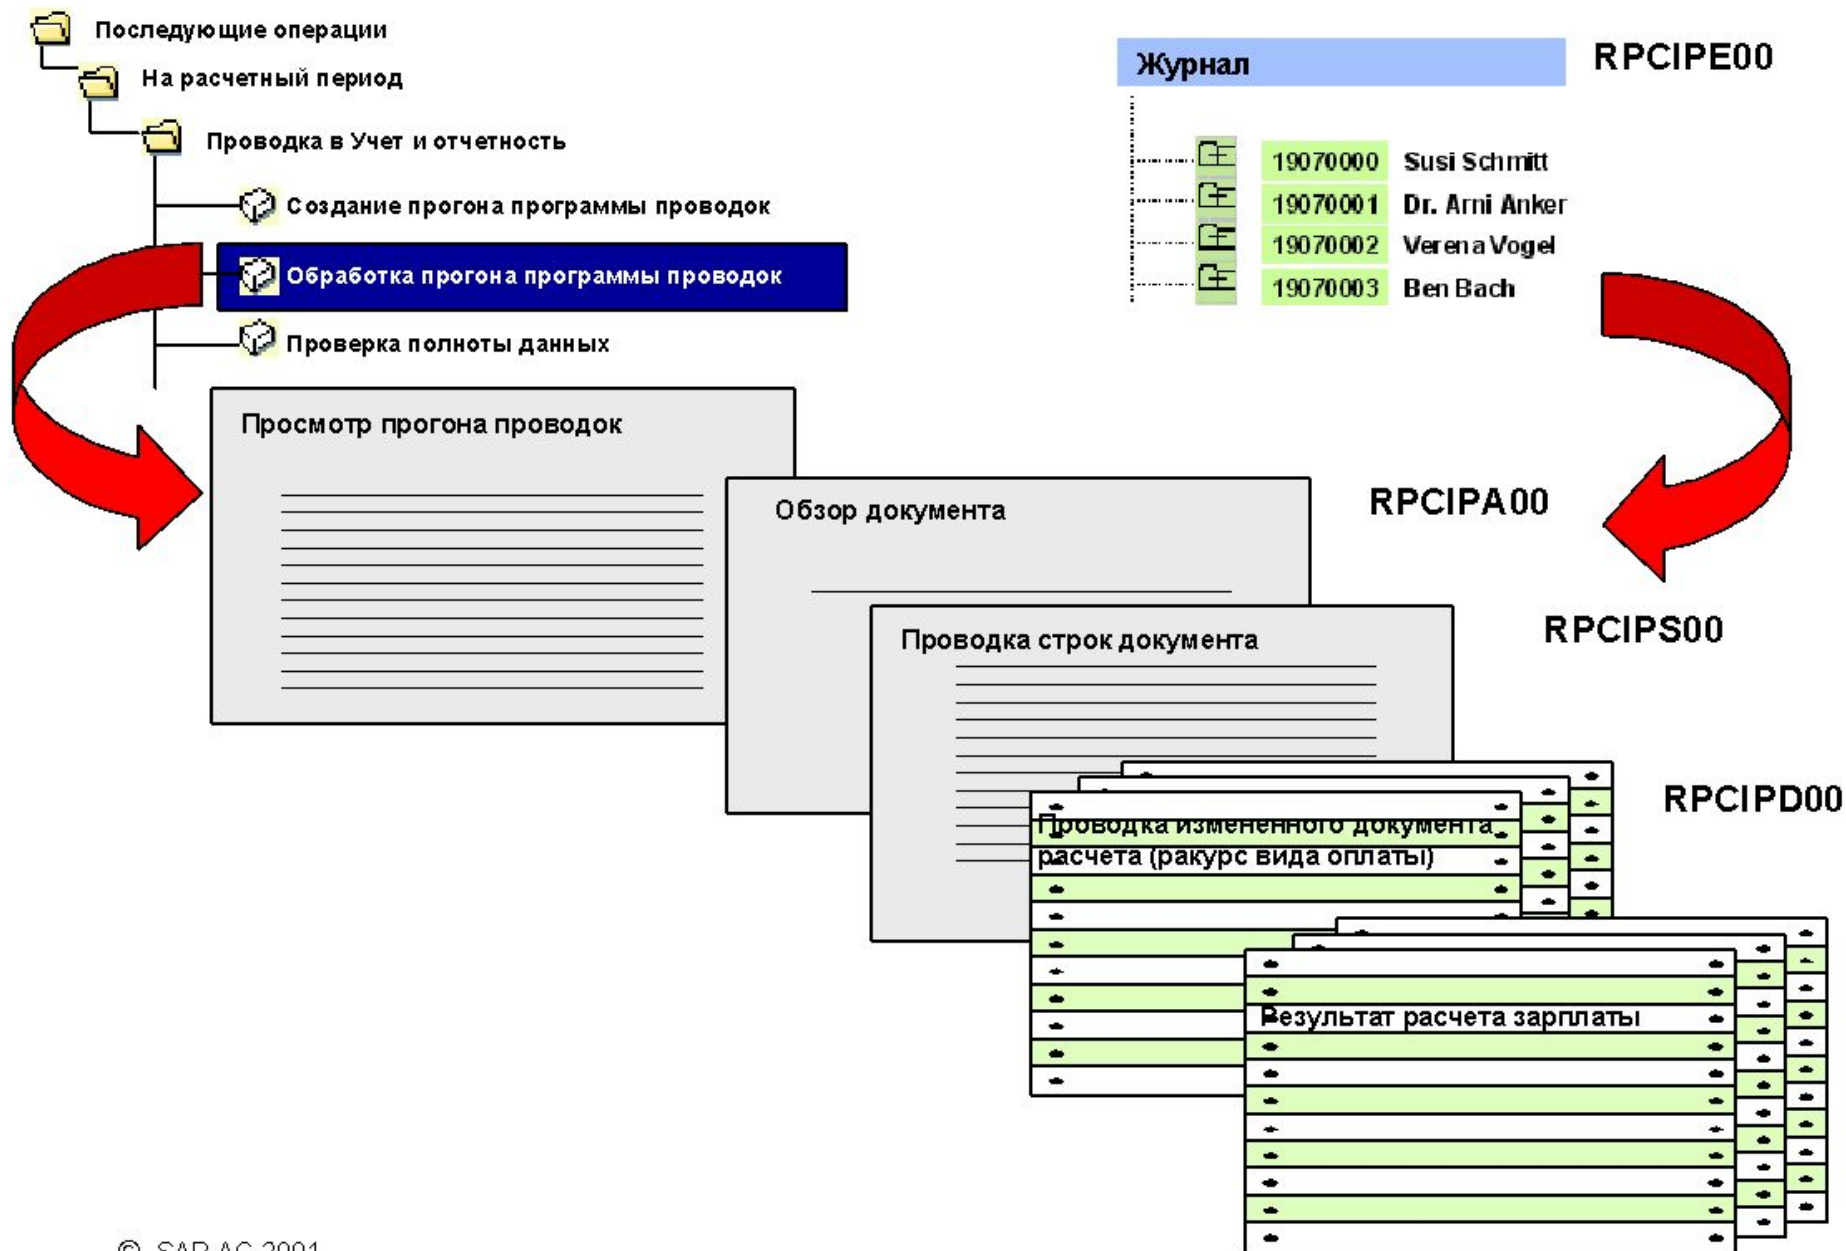 Последующие операции
На расчетный период
Проводка в Учет и отчетность
Создание прогона программы проводок
Обработка прогона программы проводок
Проверка полноты данных
Журнал
RPCIPE00
19070000 Susi Schmitt
19070001 Dr. Arni Anker
19070002 Verena Vogel
19070003 Ben Bach
Просмотр прогона проводок
Обзор документа
RPCIPA00
Проводка строк документа
RPCIPS00
Проводка измененного документа
расчета (ракурс вида оплаты)
RPCIPD00
Результат расчета зарплаты
© SAP AG 2001